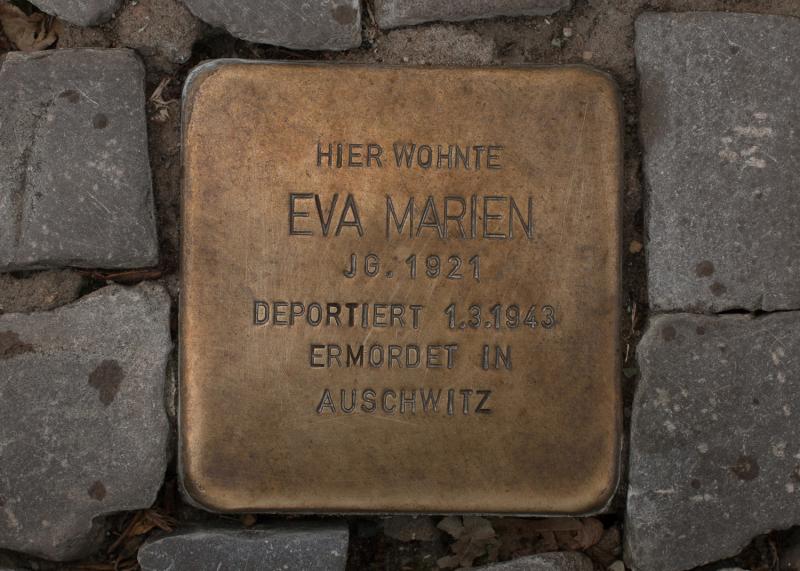 HIER WOHNTE
EVA MARIEN
JG. 1921
DEPORTIERT 1.3.1943
ERMORDET IN
AUSCHWITZ